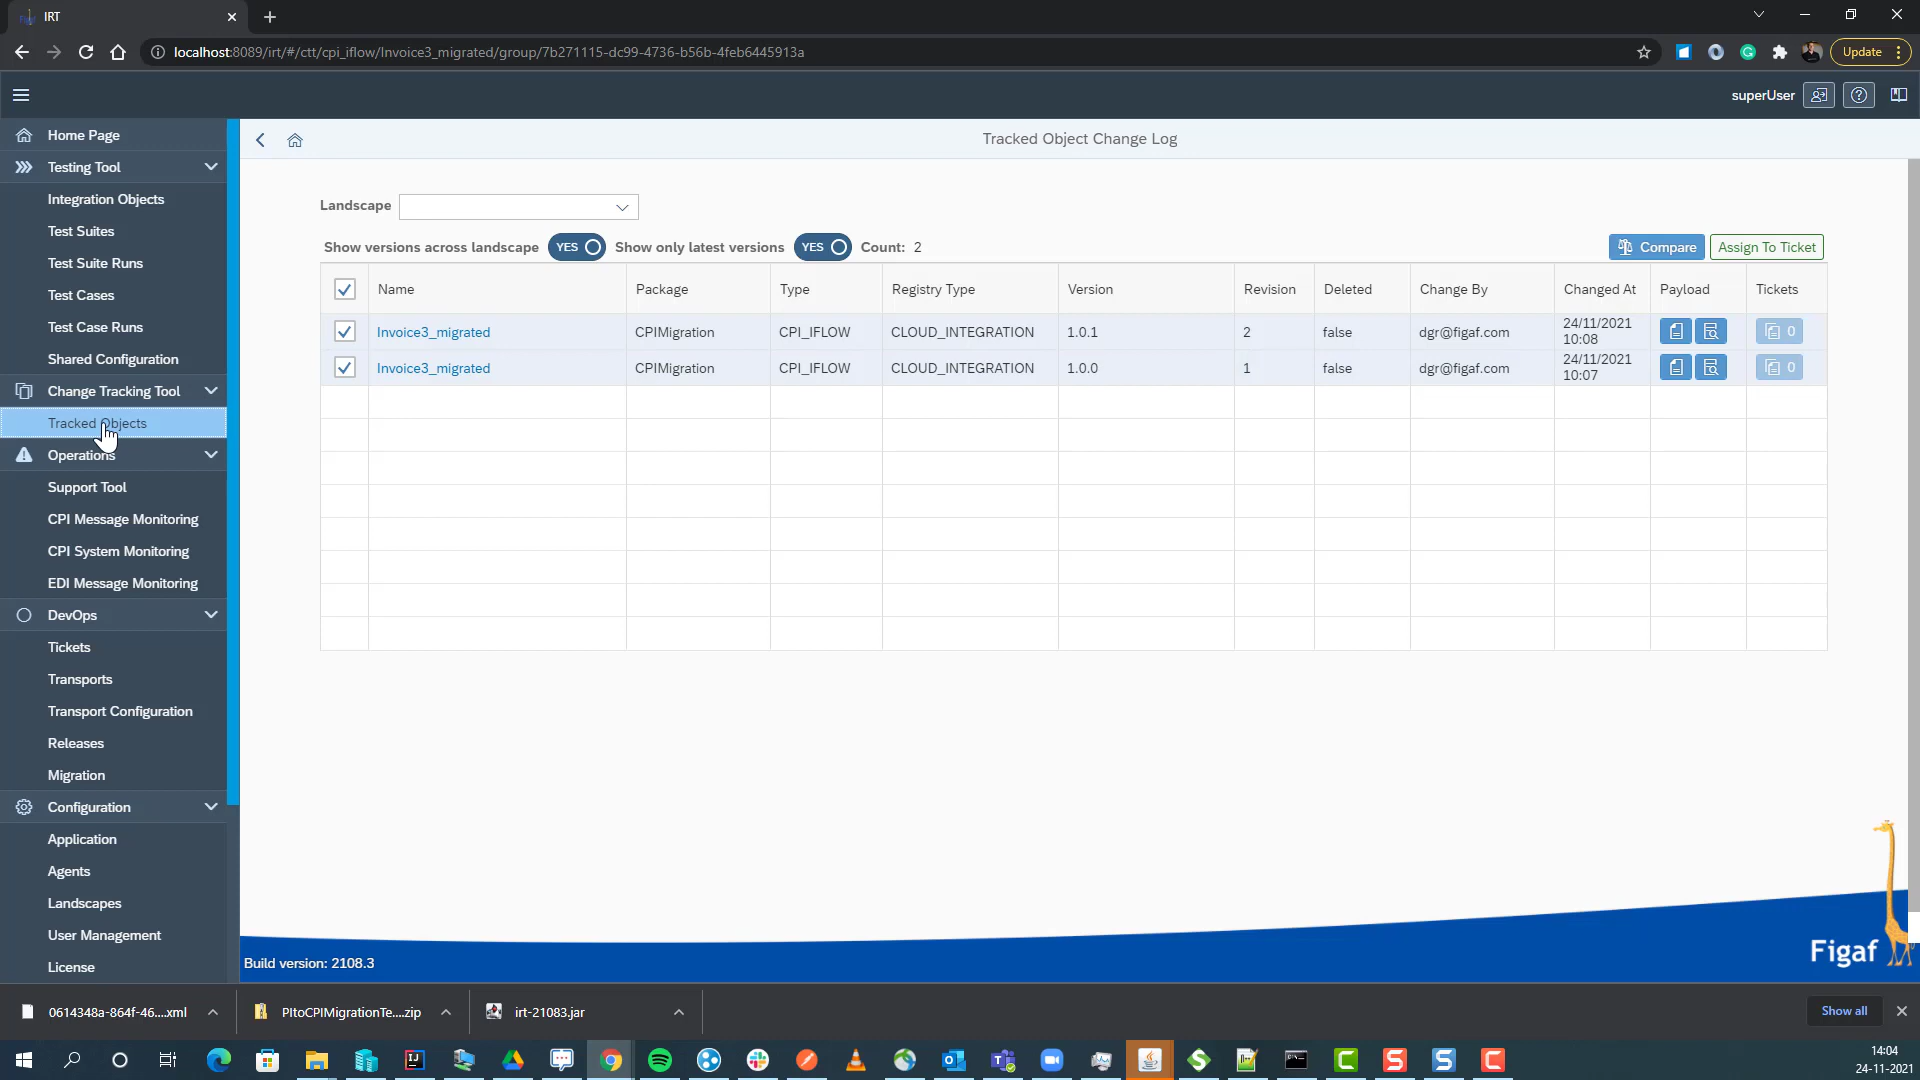 IRT
localhost:8089/irt/#/ctt/cpi_iflow/Invoice3_migrated/group/7b271115-dc99-4736-b56b-4feb6445913a
Update
superUser
Home Page
Testing Tool
Integration Objects
Test Suites
Test Suite Runs
Test Cases
Test Case Runs
Shared Configuration
Change Tracking Tool
Tracked Objects
Operations
Support Tool
CPI Message Monitoring
CPI System Monitoring
EDI Message Monitoring
DevOps
Tickets
Transports
Transport Configuration
Releases
Migration
Configuration
Application
Agents
Landscapes
User Management
License
Tracked Object Change Log
Landscape
Show versions across landscape YES Show only latest versions YES Count: 2 Compare Assign To Ticket
Name Package Type Registry Type Version Revision Deleted Change By Changed At Payload Tickets
Invoice3_migrated CPIMigration CPI_IFLOW CLOUD_INTEGRATION 1.0.1 2 false dgr@figaf.com 24/11/2021 10:08 0
Invoice3_migrated CPIMigration CPI_IFLOW CLOUD_INTEGRATION 1.0.0 1 false dgr@figaf.com 24/11/2021 10:07 0
Figaf
Build version: 2108.3
0614348a-864f-46....xml PItoCPIMigrationTe....zip irt-21083.jar Show all
14:04
24-11-2021